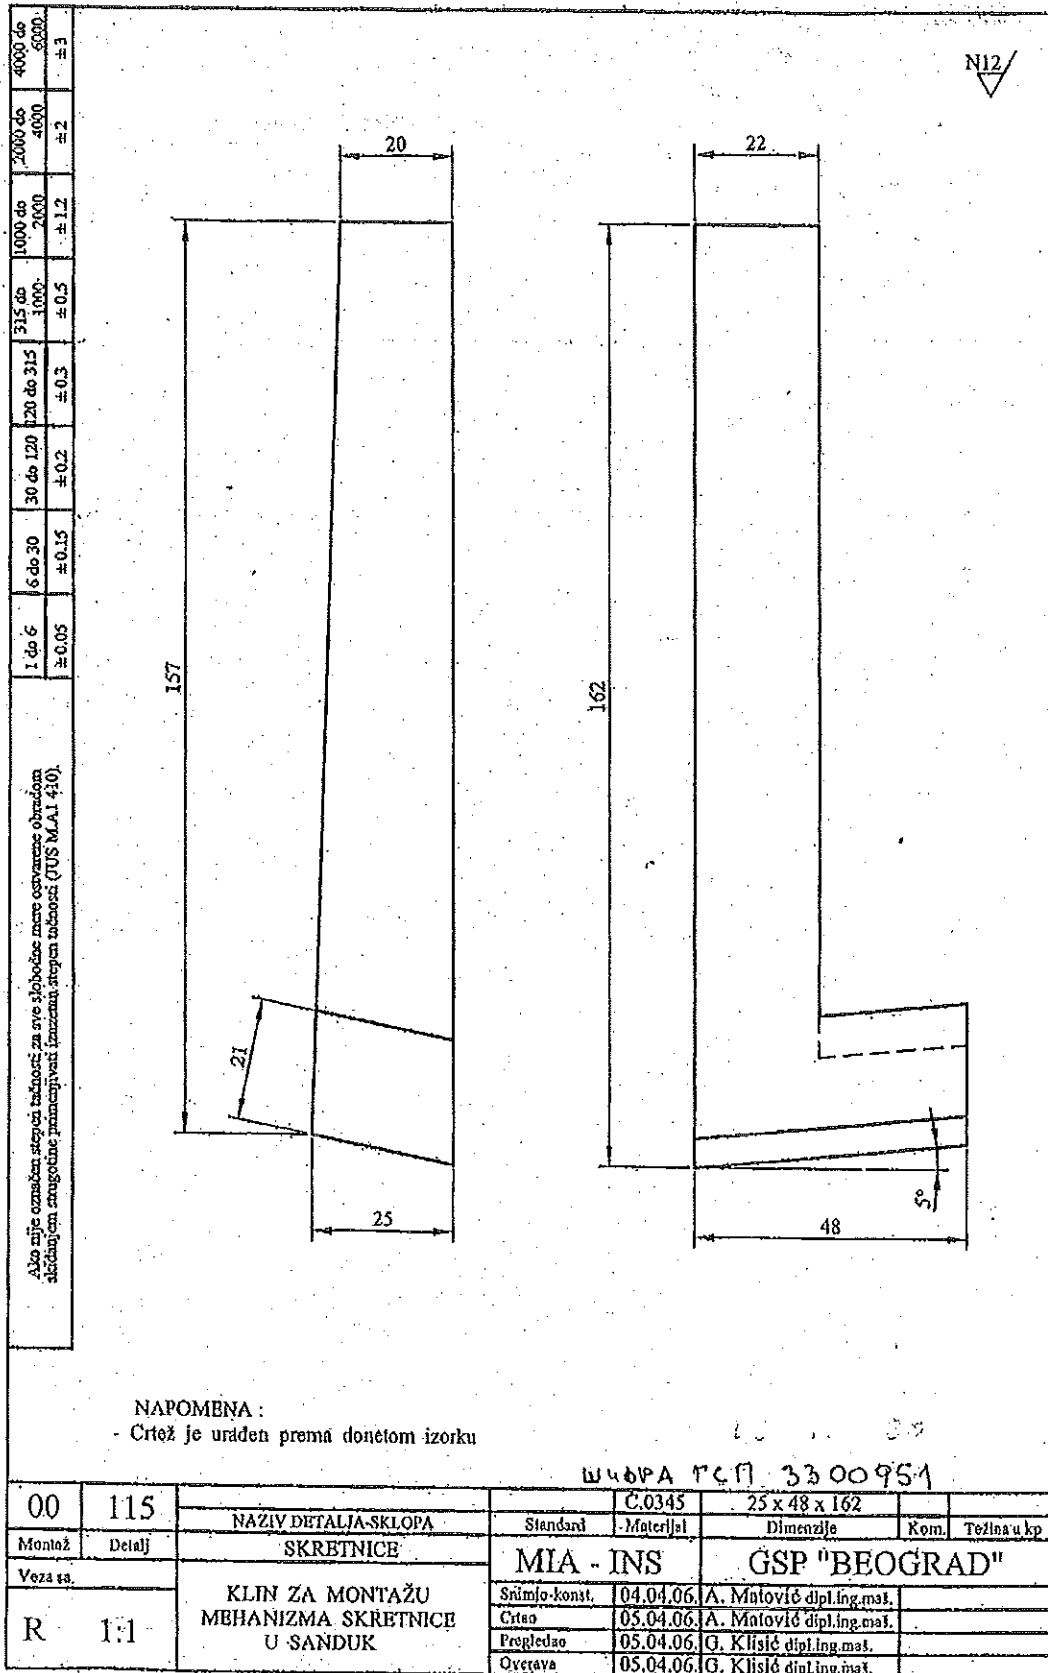 N12
20
22
157
162
21
25
5°
48
4000 do 6000
±3
2000 do 4000
±2
1000 do 2000
±1.2
315 do 1000
±0.5
120 do 315
±0.3
30 do 120
±0.2
6 do 30
±0.15
1 do 6
±0.05
Ako nije označen stepen tačnosti za sve slobodne mere ostvarene obradom
skidanjem strugotine primenjivati stepen tačnosti (JUS M.A1 410).
NAPOMENA :
- Crtež je urađen prema donetom izorku
ШИФРА ГСП 3300951
00 115
Č.0345 25 x 48 x 162
NAZIV DETALJA-SKLOPA
Standard Materijal Dimenzije Kom. Težina u kp
Montaž Detalj
SKRETNICE
MIA - INS GSP "BEOGRAD"
Veza sa.
KLIN ZA MONTAŽU
MEHANIZMA SKRETNICE
U SANDUK
R 1:1
Snimio-konst. 04.04.06. A. Matović dipl.ing.maš.
Crtao 05.04.06. A. Matović dipl.ing.maš.
Pregledao 05.04.06. G. Klisić dipl.ing.maš.
Overava 05.04.06. G. Klisić dipl.ing.maš.